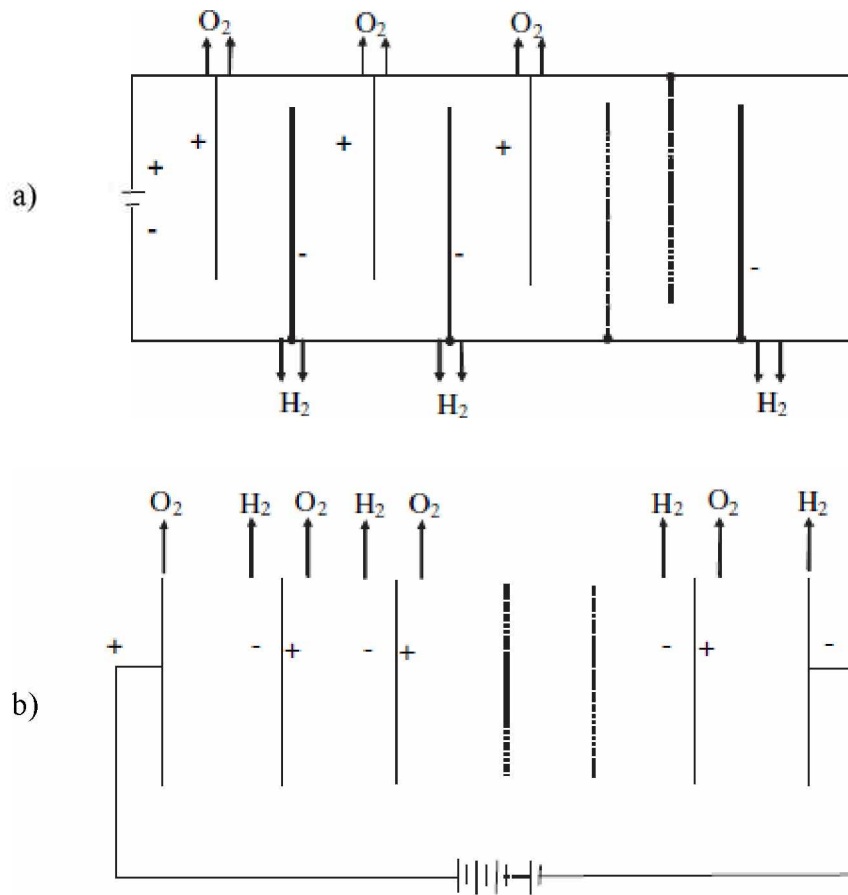 O₂ O₂ O₂
+ + +
+
a)
-
- - -
H₂ H₂ H₂
O₂ H₂ O₂ H₂ O₂ H₂ O₂ H₂
+ - + - + - + -
b)